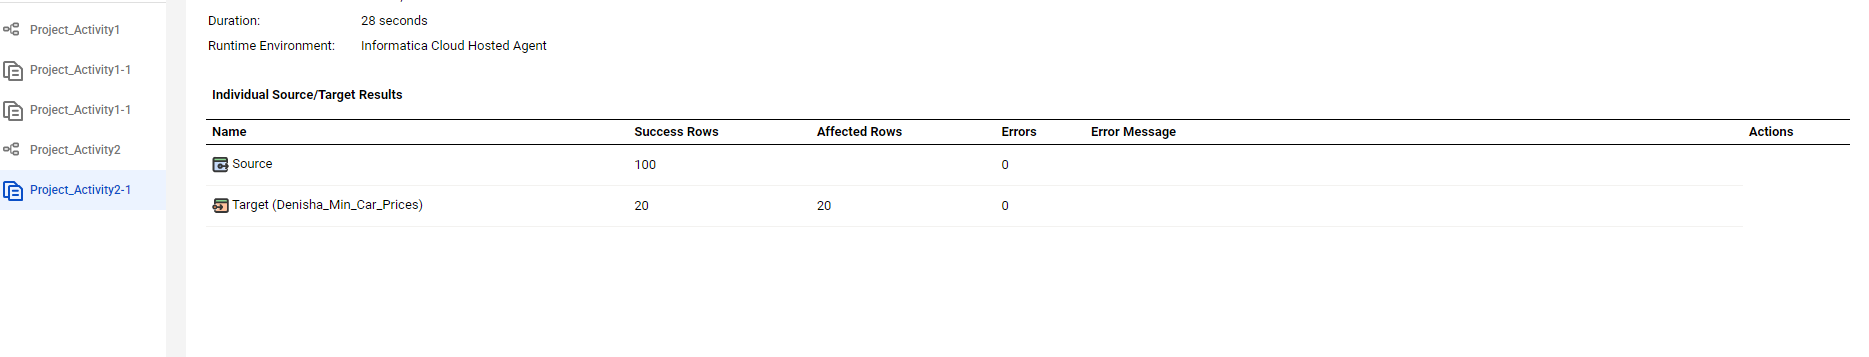 Project_Activity1
Project_Activity1-1
Project_Activity1-1
Project_Activity2
Project_Activity2-1
Duration: 28 seconds
Runtime Environment: Informatica Cloud Hosted Agent
Individual Source/Target Results
Name Success Rows Affected Rows Errors Error Message Actions
Source 100 0
Target (Denisha_Min_Car_Prices) 20 20 0